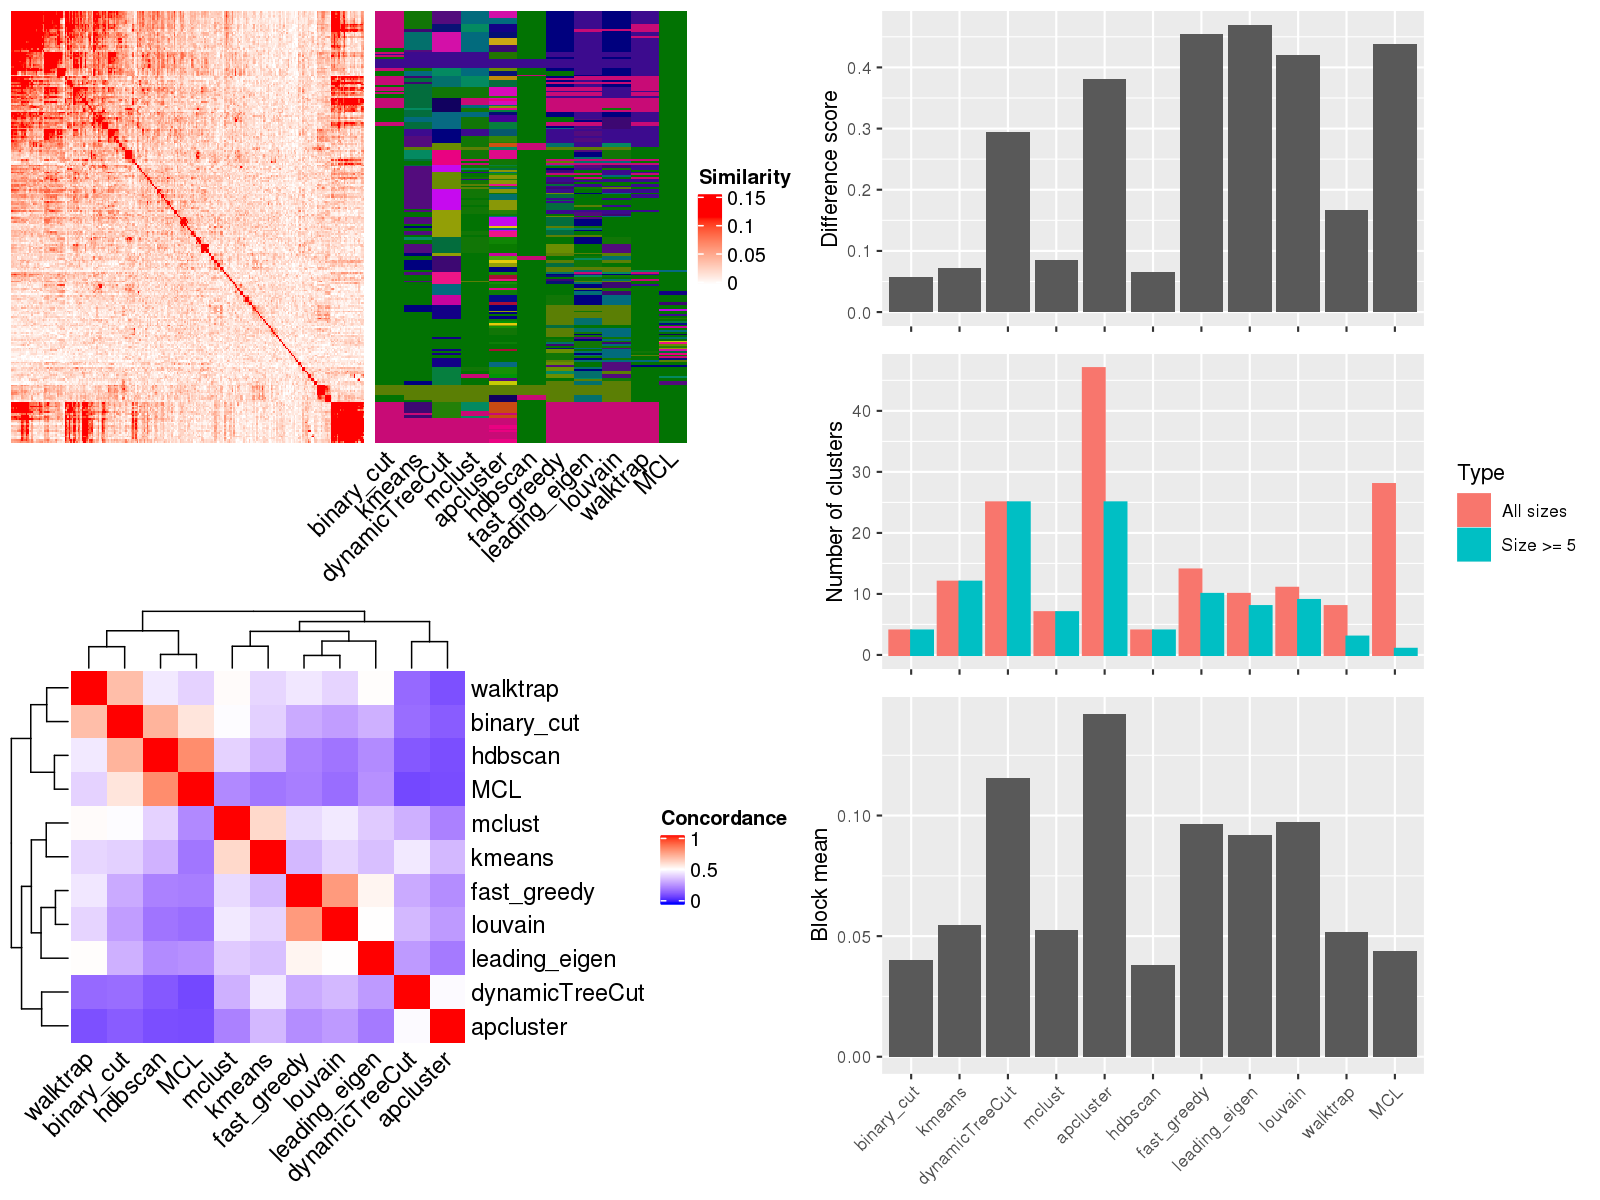 Similarity
0.15
0.1
0.05
0
binary_cut
kmeans
dynamicTreeCut
mclust
apcluster
hdbscan
fast_greedy
leading_eigen
louvain
walktrap
MCL
walktrap
binary_cut
hdbscan
MCL
mclust
kmeans
fast_greedy
louvain
leading_eigen
dynamicTreeCut
apcluster
Concordance
1
0.5
0
walktrap
binary_cut
hdbscan
MCL
mclust
kmeans
fast_greedy
louvain
leading_eigen
dynamicTreeCut
apcluster
Difference score
0.4
0.3
0.2
0.1
0.0
Number of clusters
40
30
20
10
0
Type
All sizes
Size >= 5
Block mean
0.10
0.05
0.00
binary_cut
kmeans
dynamicTreeCut
mclust
apcluster
hdbscan
fast_greedy
leading_eigen
louvain
walktrap
MCL